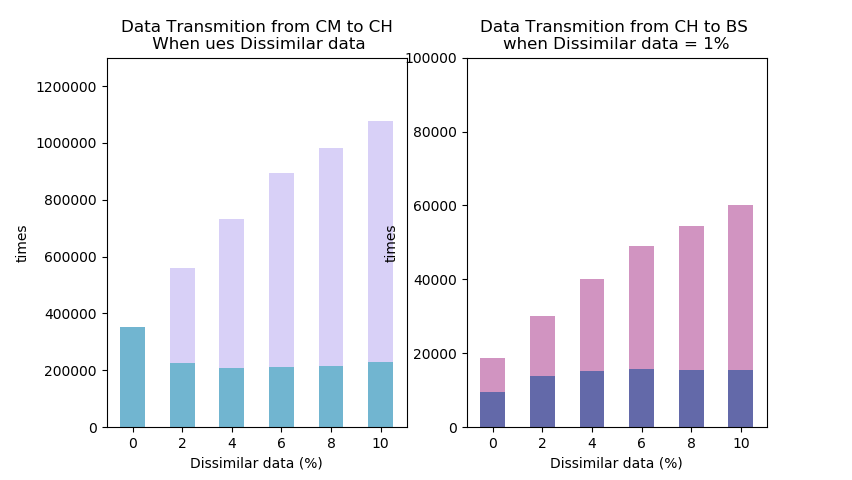 Data Transmition from CM to CH
When ues Dissimilar data
1200000
1000000
800000
600000
400000
200000
0
times
0 2 4 6 8 10
Dissimilar data (%)
Data Transmition from CH to BS
when Dissimilar data = 1%
100000
80000
60000
40000
20000
0
times
0 2 4 6 8 10
Dissimilar data (%)